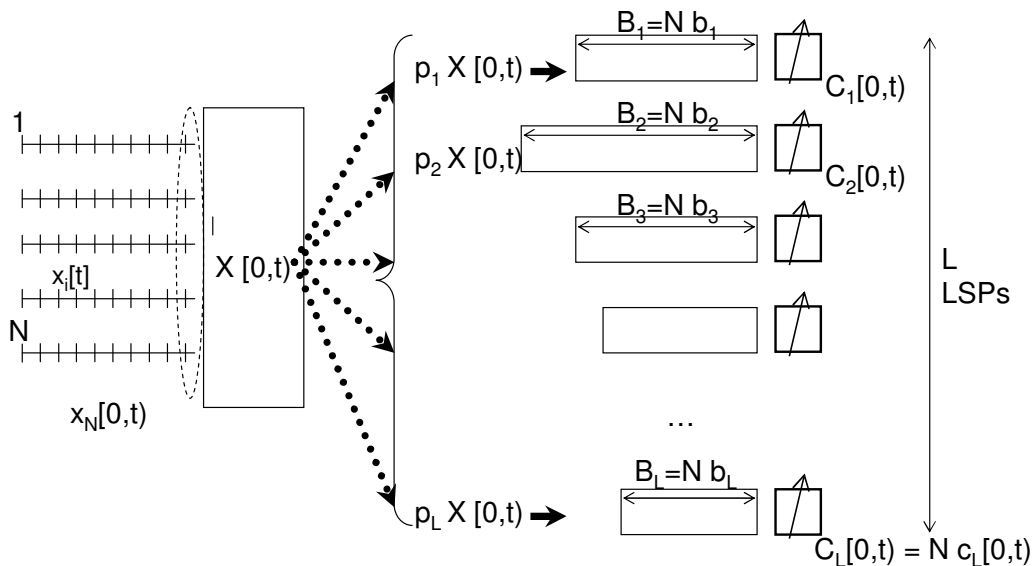 1
x_i[t]
N
x_N[0,t)
X [0,t)
p_1 X [0,t)
B_1=N b_1
C_1[0,t)
p_2 X [0,t)
B_2=N b_2
C_2[0,t)
B_3=N b_3
L
LSPs
...
p_L X [0,t)
B_L=N b_L
C_L[0,t) = N c_L[0,t)